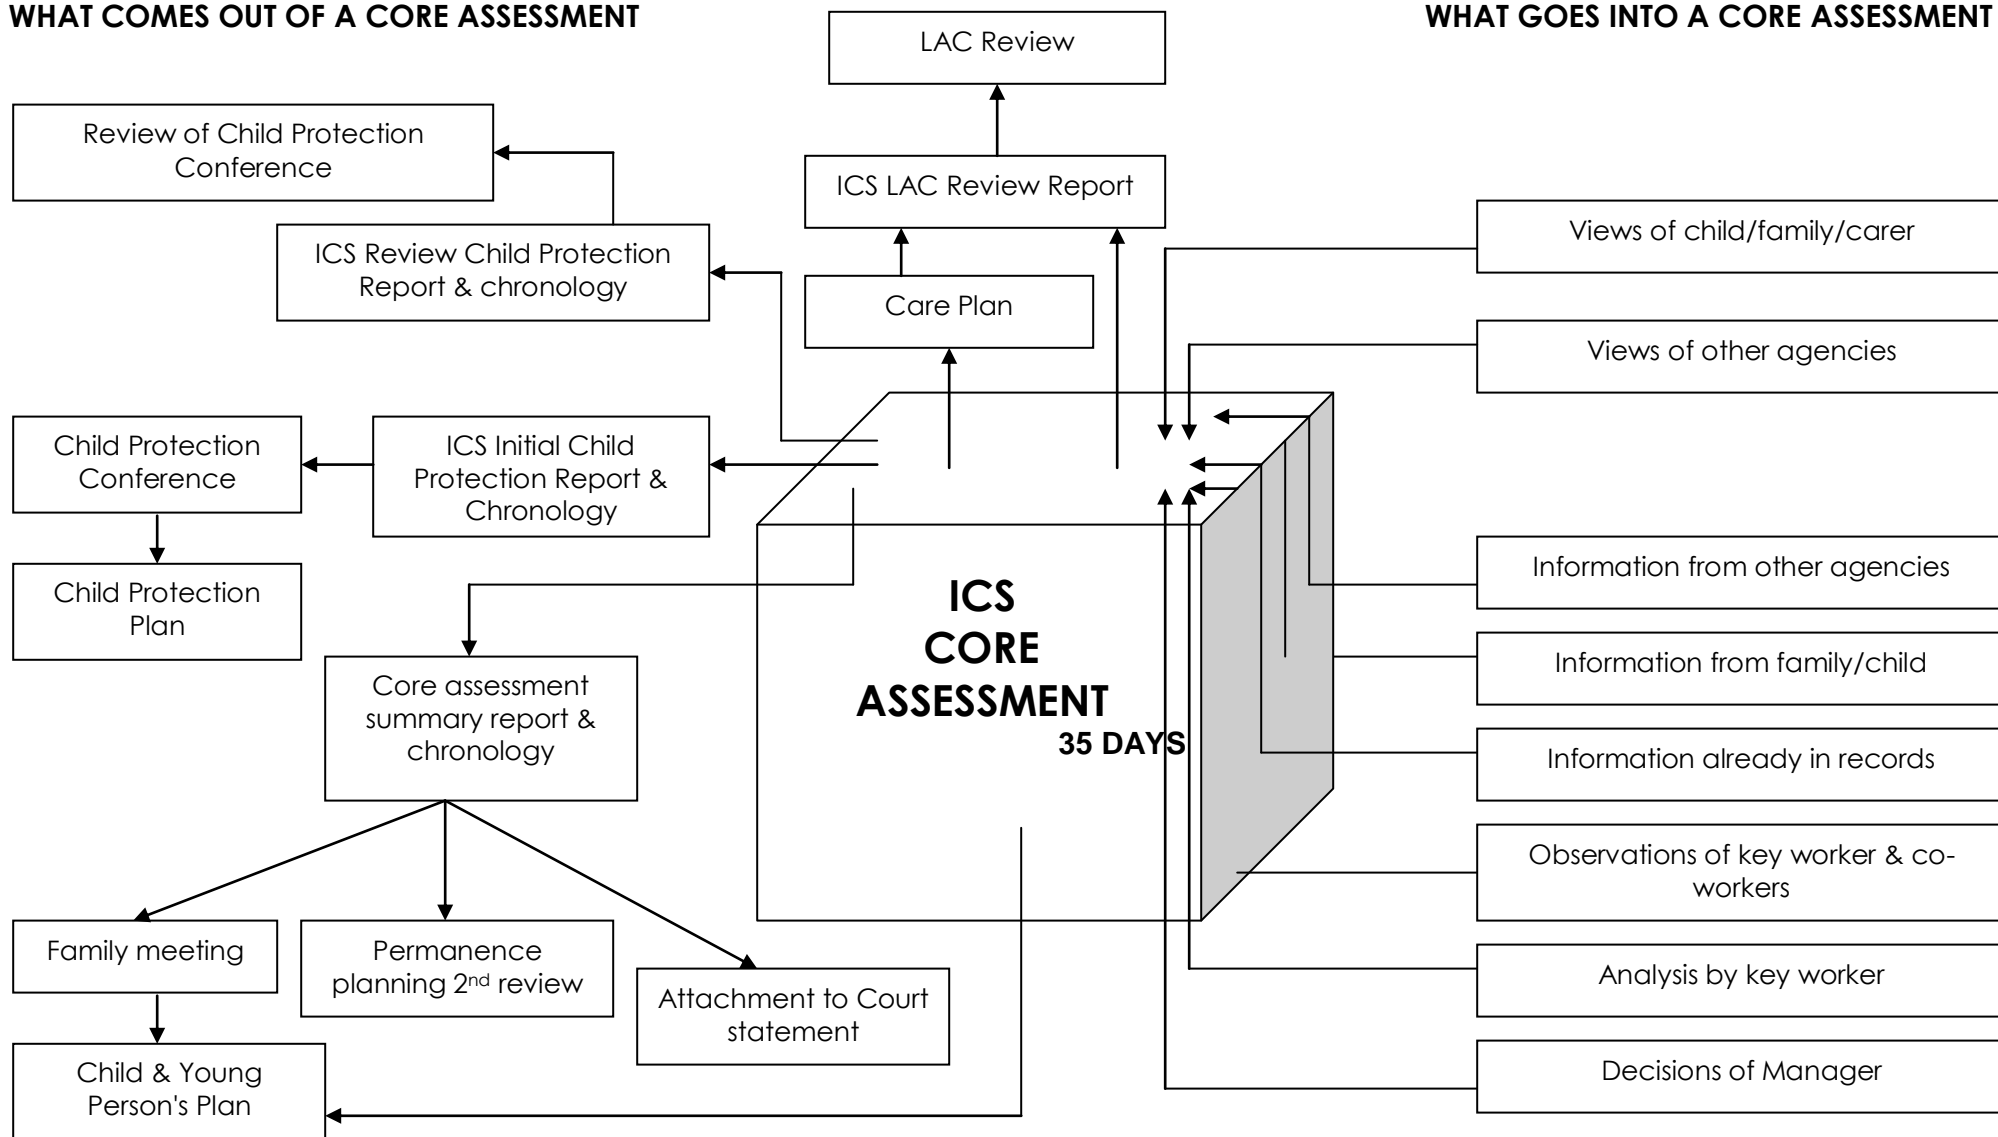 WHAT COMES OUT OF A CORE ASSESSMENT
WHAT GOES INTO A CORE ASSESSMENT
LAC Review
Review of Child Protection
Conference
ICS LAC Review Report
ICS Review Child Protection
Report & chronology
Care Plan
Views of child/family/carer
Views of other agencies
Child Protection
Conference
ICS Initial Child
Protection Report &
Chronology
Child Protection
Plan
ICS
CORE
ASSESSMENT
35 DAYS
Core assessment
summary report &
chronology
Information from other agencies
Information from family/child
Information already in records
Observations of key worker & co-
workers
Analysis by key worker
Decisions of Manager
Family meeting
Permanence
planning 2nd review
Attachment to Court
statement
Child & Young
Person's Plan